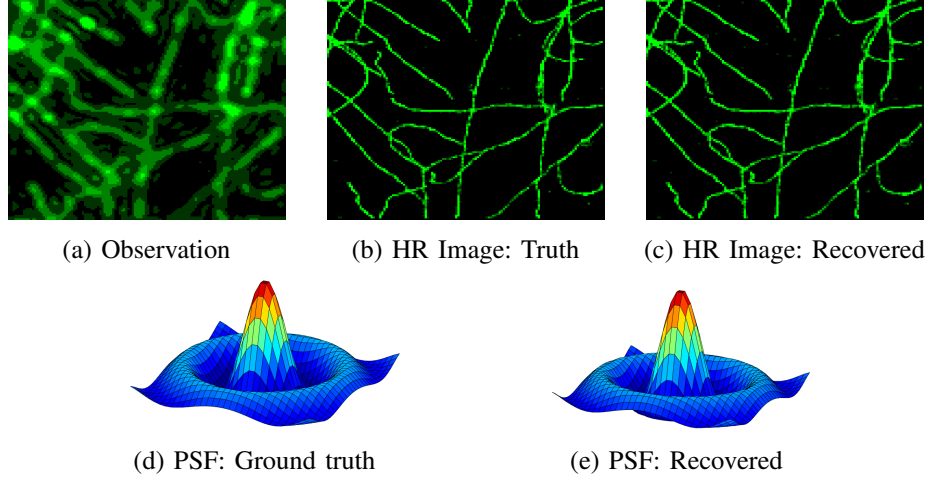 (a) Observation
(b) HR Image: Truth
(c) HR Image: Recovered
(d) PSF: Ground truth
(e) PSF: Recovered